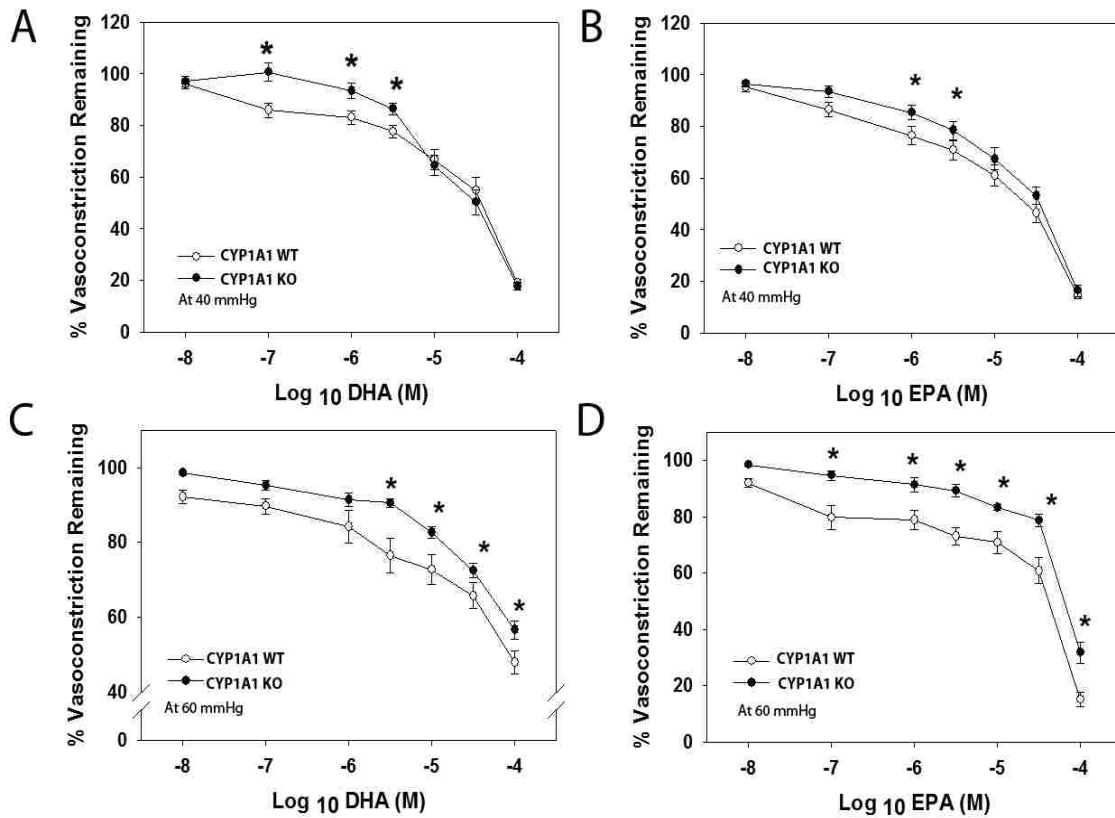 A
% Vasoconstriction Remaining
120
100
80
60
40
20
0
* * *
CYP1A1 WT
CYP1A1 KO
At 40 mmHg
-8 -7 -6 -5 -4
Log 10 DHA (M)
B
% Vasoconstriction Remaining
120
100
80
60
40
20
0
* *
CYP1A1 WT
CYP1A1 KO
At 40 mmHg
-8 -7 -6 -5 -4
Log 10 EPA (M)
C
% Vasoconstriction Remaining
100
80
60
40
0
* * * *
CYP1A1 WT
CYP1A1 KO
At 60 mmHg
-8 -7 -6 -5 -4
Log 10 DHA (M)
D
% Vasoconstriction Remaining
100
80
60
40
20
0
* * * * * *
CYP1A1 WT
CYP1A1 KO
At 60 mmHg
-8 -7 -6 -5 -4
Log 10 EPA (M)